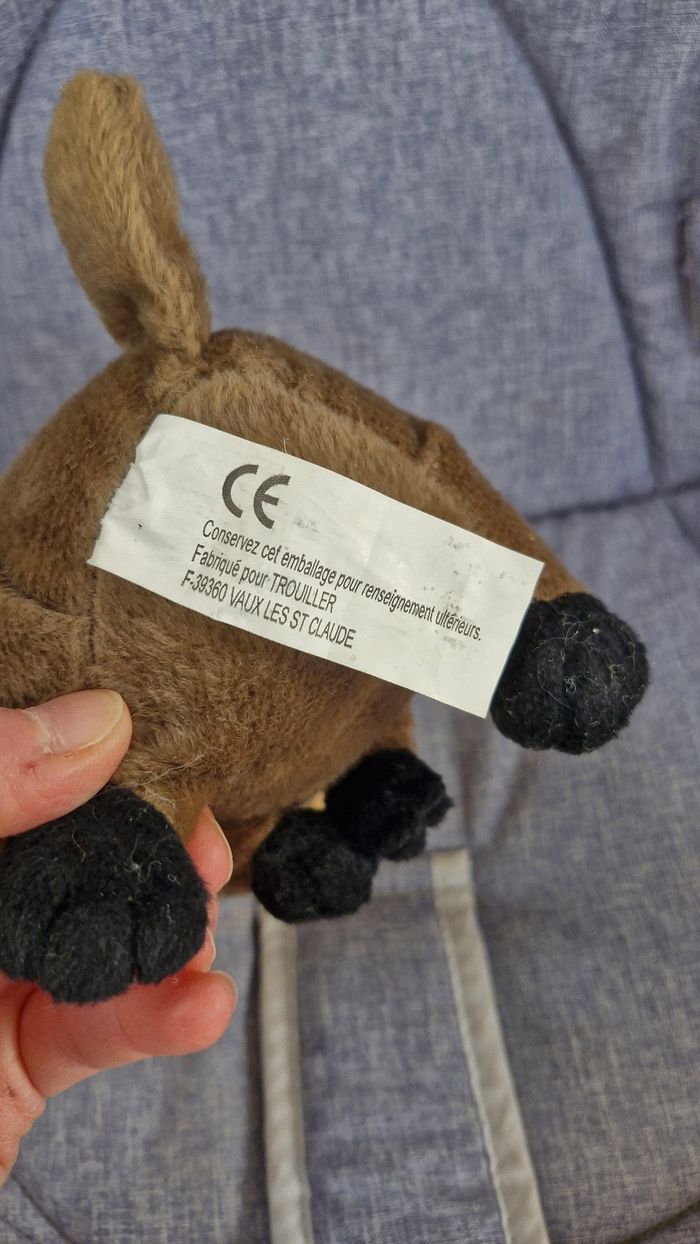 CE
Conservez cet emballage pour renseignement ultérieurs.
Fabriqué pour TROUILLER
F-39360 VAUX LES ST CLAUDE